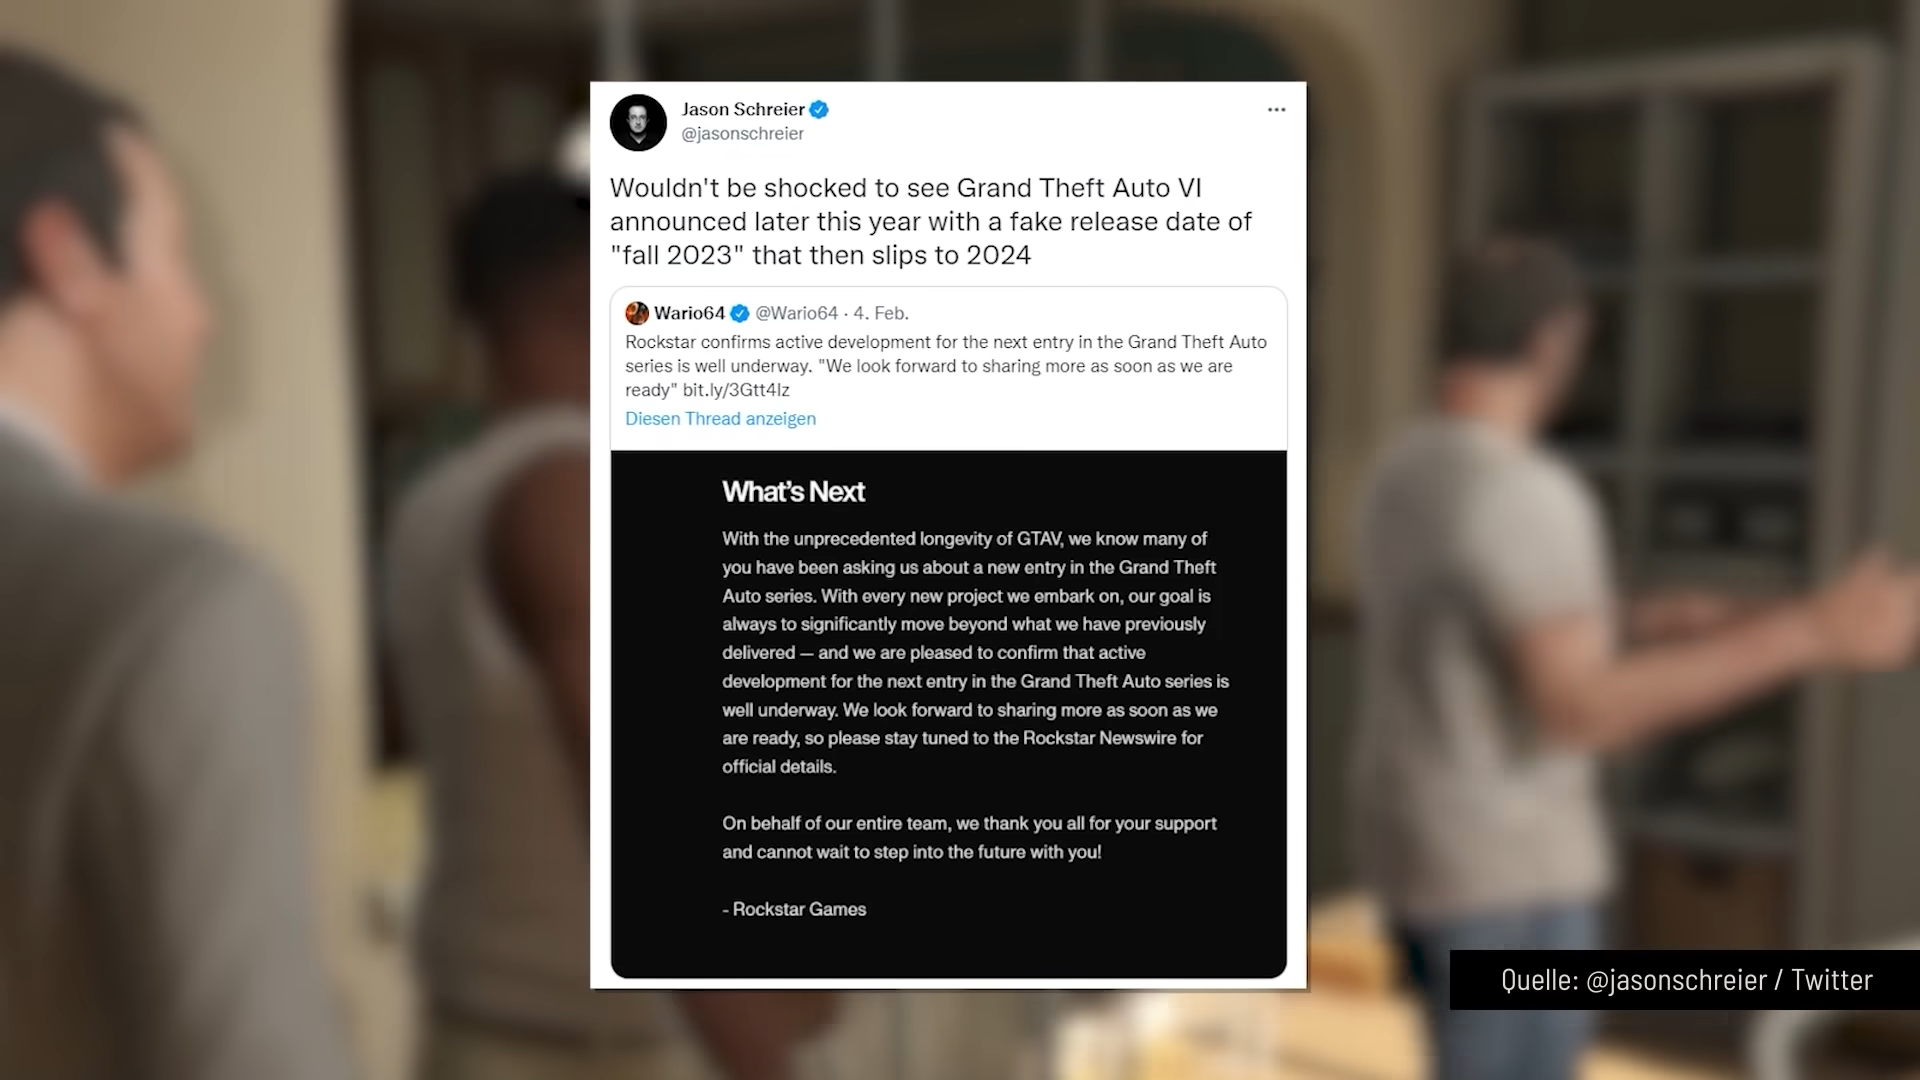 Jason Schreier
@jasonschreier
Wouldn't be shocked to see Grand Theft Auto VI
announced later this year with a fake release date of
"fall 2023" that then slips to 2024
Wario64 @Wario64 · 4. Feb.
Rockstar confirms active development for the next entry in the Grand Theft Auto
series is well underway. "We look forward to sharing more as soon as we are
ready" bit.ly/3Gtt4lz
Diesen Thread anzeigen
What's Next
With the unprecedented longevity of GTAV, we know many of
you have been asking us about a new entry in the Grand Theft
Auto series. With every new project we embark on, our goal is
always to significantly move beyond what we have previously
delivered — and we are pleased to confirm that active
development for the next entry in the Grand Theft Auto series is
well underway. We look forward to sharing more as soon as we
are ready, so please stay tuned to the Rockstar Newswire for
official details.
On behalf of our entire team, we thank you all for your support
and cannot wait to step into the future with you!
- Rockstar Games
Quelle: @jasonschreier / Twitter